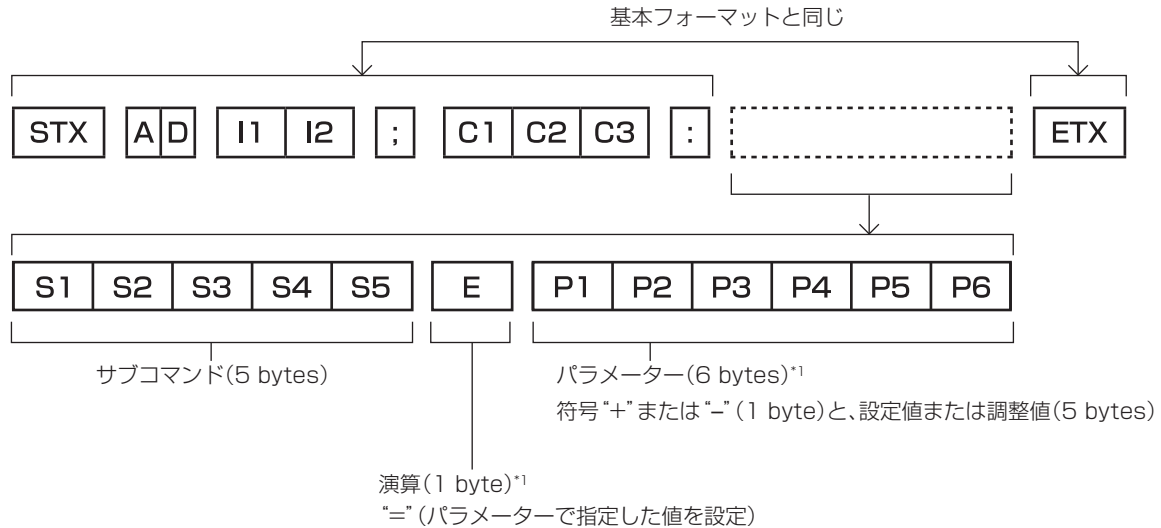 基本フォーマットと同じ
STX A D I1 I2 ; C1 C2 C3 : ETX
S1 S2 S3 S4 S5 E P1 P2 P3 P4 P5 P6
サブコマンド(5 bytes)
パラメーター(6 bytes)*1
符号“+”または“–”(1 byte)と、設定値または調整値(5 bytes)
演算(1 byte)*1
“=”(パラメーターで指定した値を設定)